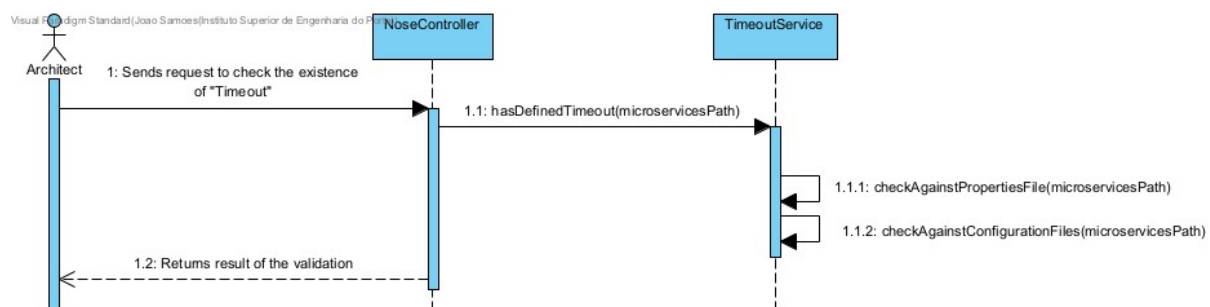 Visual Paradigm Standard(Joao Samoes(Instituto Superior de Engenharia do Porto)
NoseController
TimeoutService
Architect
1: Sends request to check the existence
of "Timeout"
1.1: hasDefinedTimeout(microservicesPath)
1.1.1: checkAgainstPropertiesFile(microservicesPath)
1.1.2: checkAgainstConfigurationFiles(microservicesPath)
1.2: Returns result of the validation